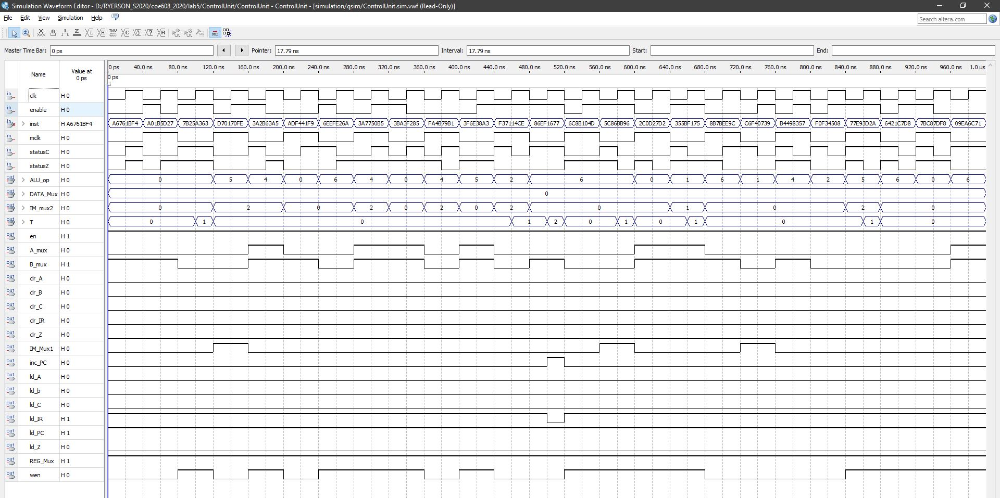 Simulation Waveform Editor - D:/RYERSON_S2020/coe608_2020/lab5/ControlUnit/ControlUnit - ControlUnit - [simulation/qsim/ControlUnit.sim.vwf (Read-Only)]
File Edit View Simulation Help
Search altera.com
Master Time Bar: 0 ps Pointer: 17.79 ns Interval: 17.79 ns Start: End:
Name Value at 0 ps
0 ps 40.0 ns 80.0 ns 120.0 ns 160.0 ns 200.0 ns 240.0 ns 280.0 ns 320.0 ns 360.0 ns 400.0 ns 440.0 ns 480.0 ns 520.0 ns 560.0 ns 600.0 ns 640.0 ns 680.0 ns 720.0 ns 760.0 ns 800.0 ns 840.0 ns 880.0 ns 920.0 ns 960.0 ns 1.0 us
0 ps
in clk H 0
in enable H 0
in inst H A6761BF4 A6761BF4 A01B5D27 7B25A363 D70170FE 3A2B63A5 ADF441F9 6EEFE26A 3A7750B5 3BA3F285 FA4B79B1 3F6E38A3 F37114CE 86EF1677 6C8B104D 5C86BB96 2C0D27D2 355BF175 8B7BEE9C C6F40739 B4498357 F0F34508 77E93D2A 6421C7D8 7BC87DF8 09EA6C71
in mclk H 0
in statusC H 0
in statusZ H 0
out ALU_op H 0 0 5 4 0 6 4 0 4 5 2 6 0 1 6 1 4 2 5 6 0 6
out DATA_Mux H 0 0
out IM_mux2 H 0 0 2 0 2 0 2 0 2 0 1 0 2 0
out T H 0 0 1 0 1 2 0 1 0 1 0 1 0
out en H 1
out A_mux H 0
out B_mux H 1
out clr_A H 0
out clr_B H 0
out clr_C H 0
out clr_IR H 0
out clr_Z H 0
out IM_Mux1 H 0
out inc_PC H 0
out ld_A H 0
out ld_b H 0
out ld_C H 0
out ld_IR H 1
out ld_PC H 1
out ld_Z H 0
out REG_Mux H 1
out wen H 0